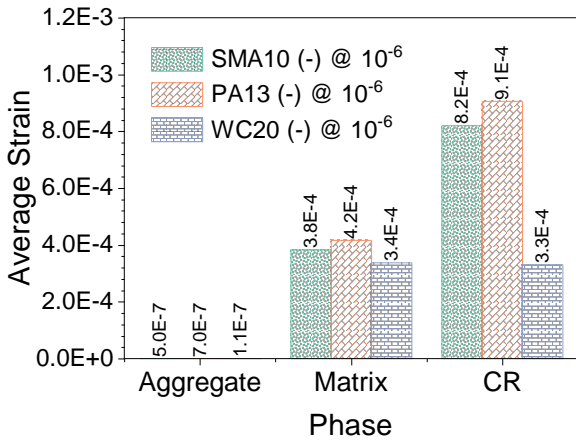 1.2E-3
1.0E-3
8.0E-4
6.0E-4
4.0E-4
2.0E-4
0.0E+0
Average Strain
SMA10 (-) @ 10⁻⁶
PA13 (-) @ 10⁻⁶
WC20 (-) @ 10⁻⁶
5.0E-7
7.0E-7
1.1E-7
3.8E-4
4.2E-4
3.4E-4
8.2E-4
9.1E-4
3.3E-4
Aggregate
Matrix
CR
Phase